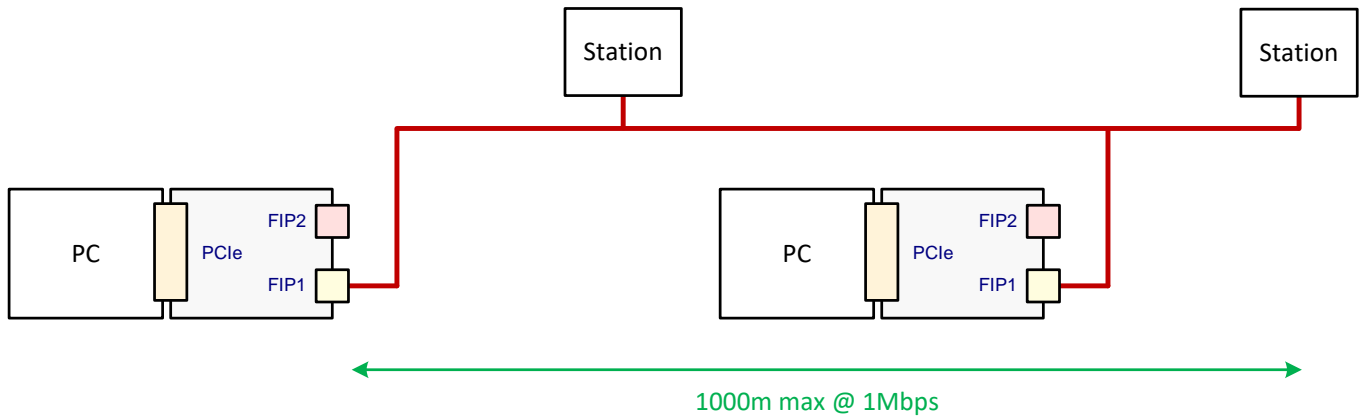 Station
Station
FIP2
PC
PCIe
FIP1
FIP2
PC
PCIe
FIP1
1000m max @ 1Mbps